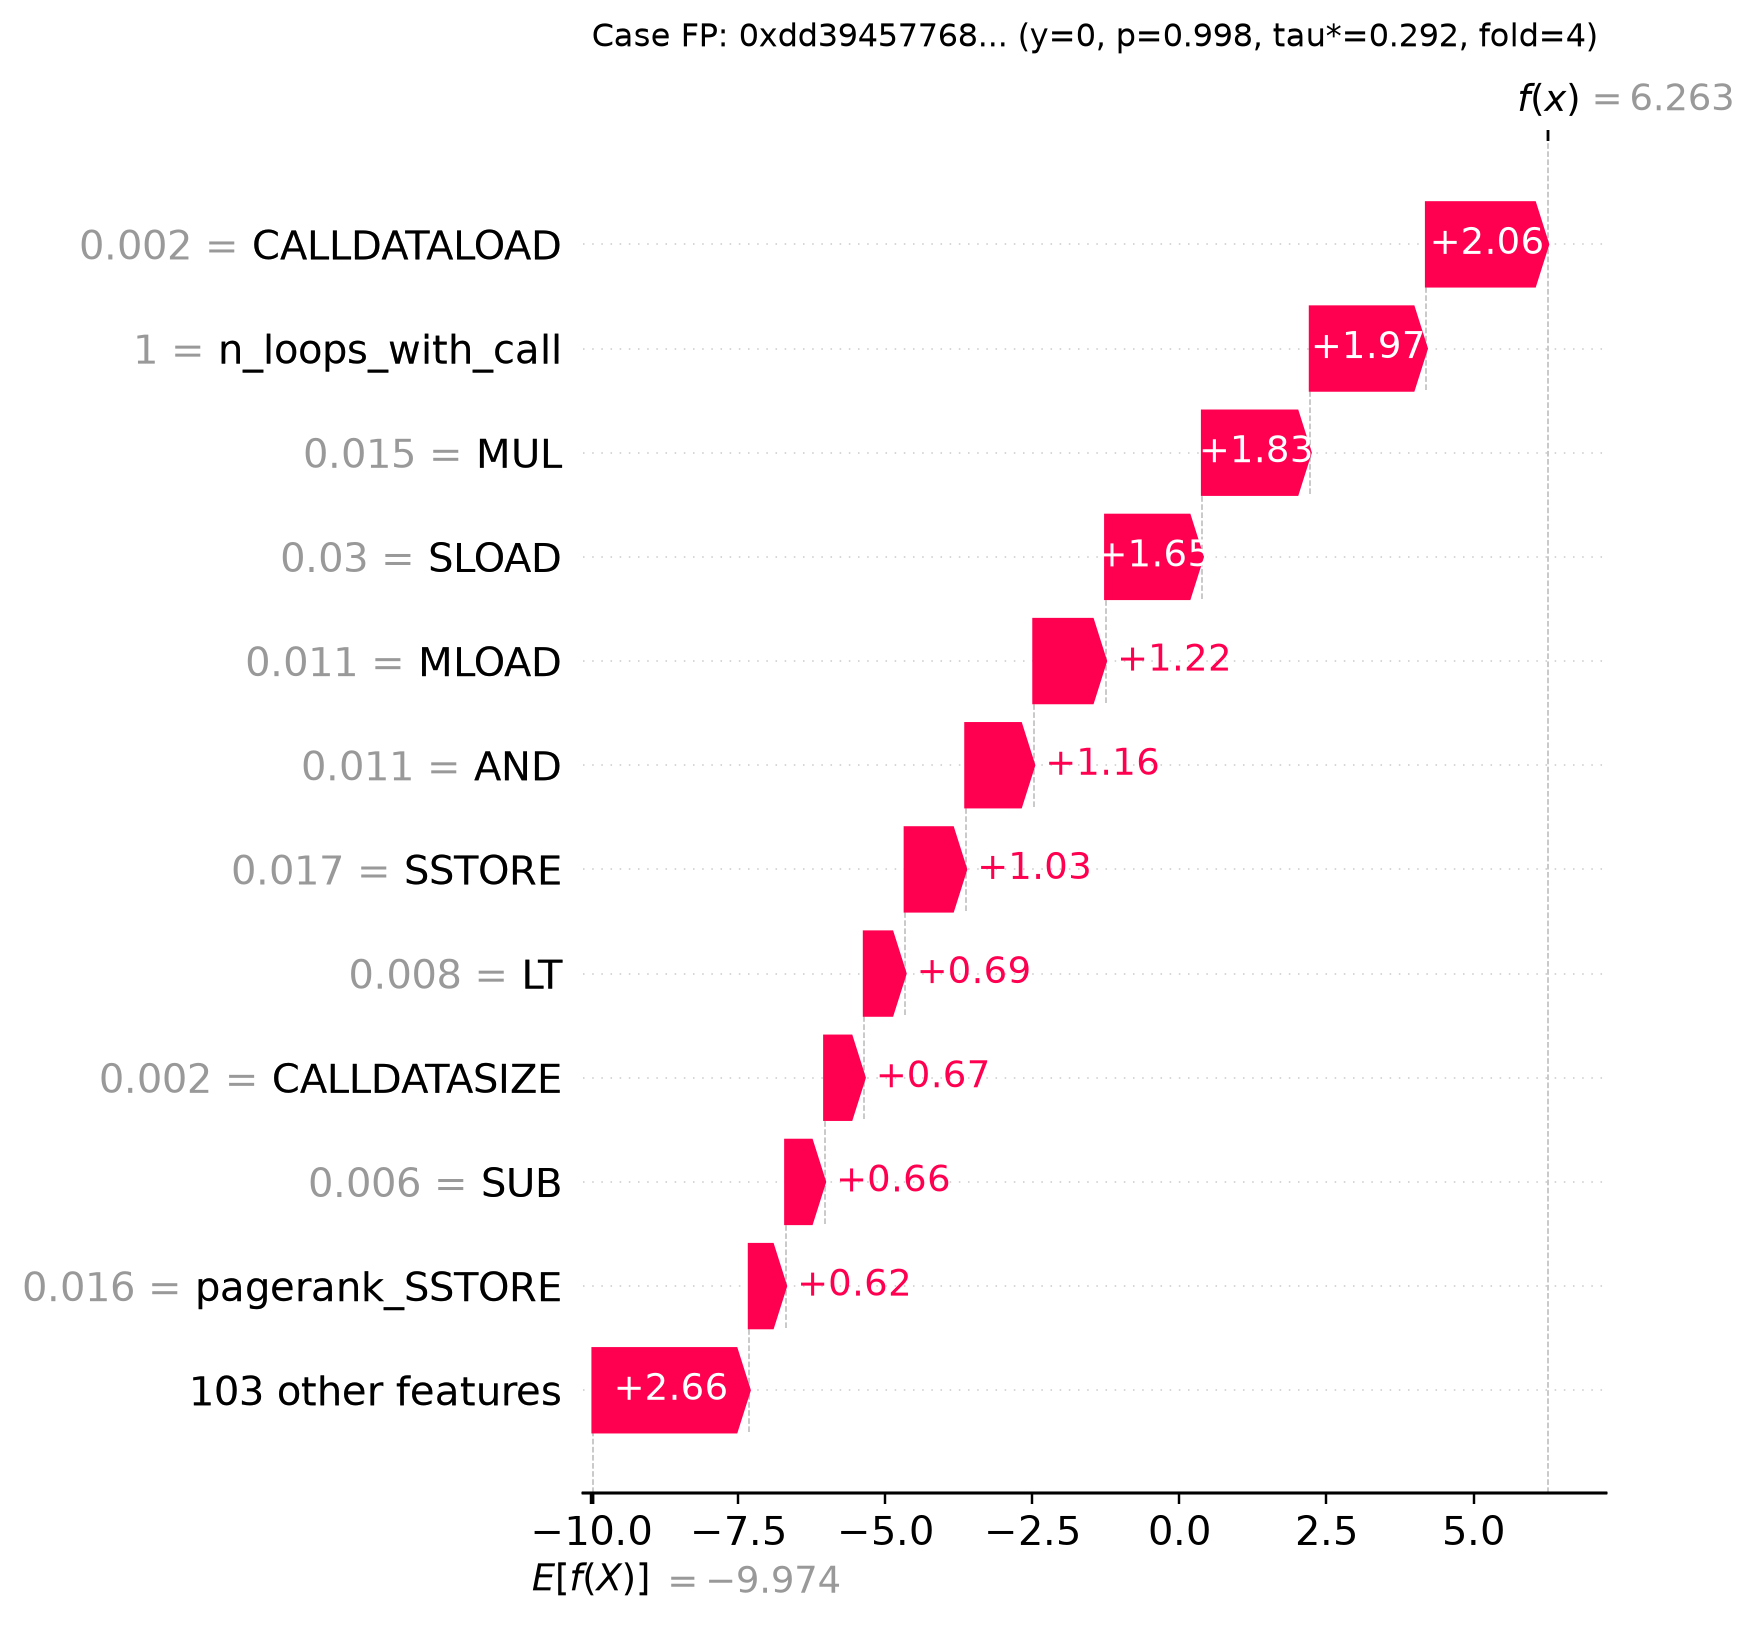 Case FP: 0xdd39457768... (y=0, p=0.998, tau*=0.292, fold=4)
f(x) = 6.263
0.002 = CALLDATALOAD +2.06
1 = n_loops_with_call +1.97
0.015 = MUL +1.83
0.03 = SLOAD +1.65
0.011 = MLOAD +1.22
0.011 = AND +1.16
0.017 = SSTORE +1.03
0.008 = LT +0.69
0.002 = CALLDATASIZE +0.67
0.006 = SUB +0.66
0.016 = pagerank_SSTORE +0.62
103 other features +2.66
−10.0 −7.5 −5.0 −2.5 0.0 2.5 5.0
E[f(X)] = −9.974